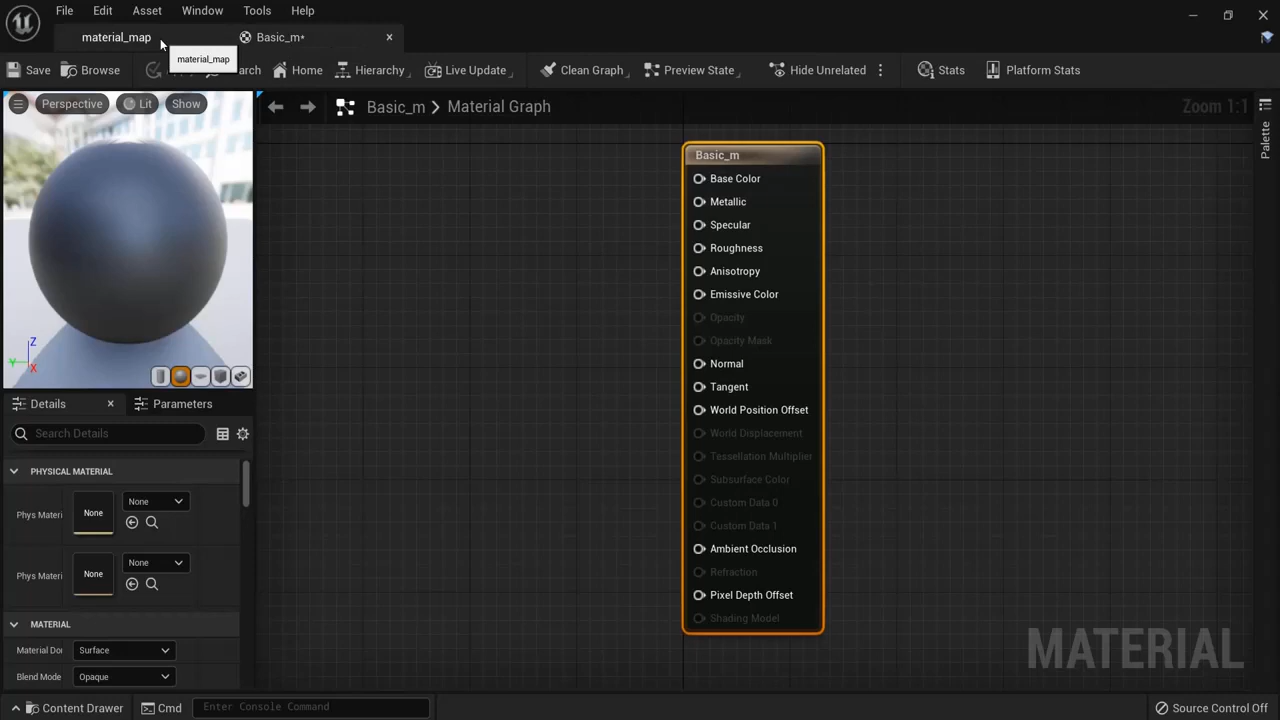 File Edit Asset Window Tools Help
material_map Basic_m*
material_map
Save Browse arch Home Hierarchy Live Update Clean Graph Preview State Hide Unrelated Stats Platform Stats
Perspective Lit Show
Basic_m > Material Graph
Zoom 1:1
Palette
Basic_m
Base Color
Metallic
Specular
Roughness
Anisotropy
Emissive Color
Opacity
Opacity Mask
Normal
Tangent
World Position Offset
World Displacement
Tessellation Multiplier
Subsurface Color
Custom Data 0
Custom Data 1
Ambient Occlusion
Refraction
Pixel Depth Offset
Shading Model
MATERIAL
Z
Y
X
Details Parameters
Search Details
PHYSICAL MATERIAL
Phys Materi None None
Phys Materi None None
MATERIAL
Material Do Surface
Blend Mode Opaque
Content Drawer Cmd Enter Console Command Source Control Off